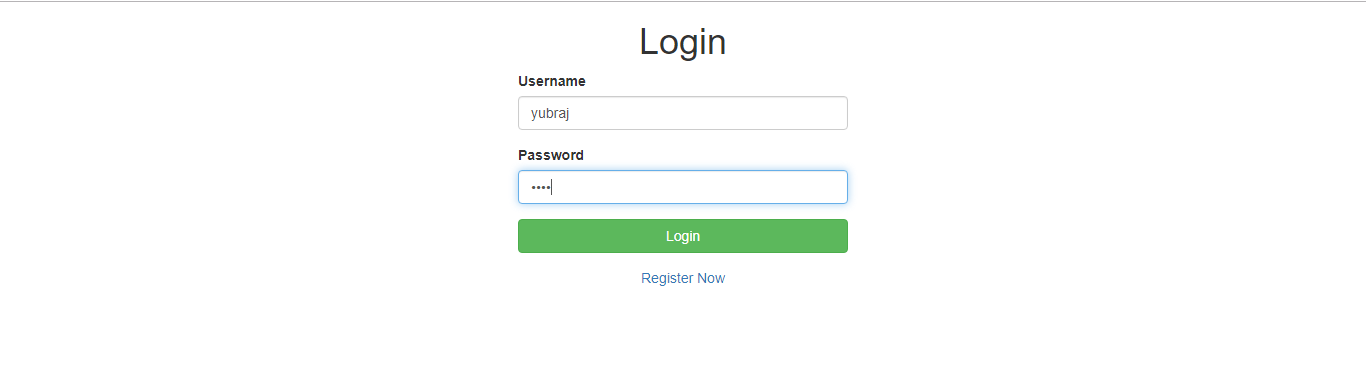 Login
Username
yubraj
Password
••••
Login
Register Now